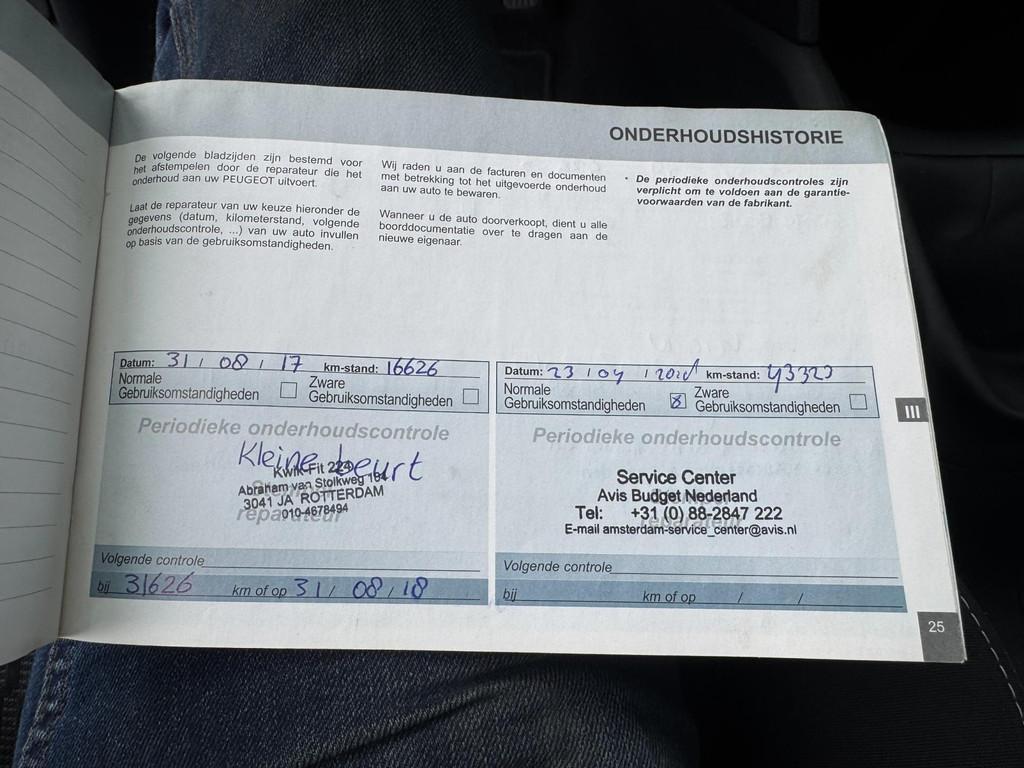 ONDERHOUDSHISTORIE
De volgende bladzijden zijn bestemd voor
het afstempelen door de reparateur die het
onderhoud aan uw PEUGEOT uitvoert.
Laat de reparateur van uw keuze hieronder de
gegevens (datum, kilometerstand, volgende
onderhoudscontrole, ...) van uw auto invullen
op basis van de gebruiksomstandigheden.
Wij raden u aan de facturen en documenten
met betrekking tot het uitgevoerde onderhoud
aan uw auto te bewaren.
Wanneer u de auto doorverkoopt, dient u alle
boorddocumentatie over te dragen aan de
nieuwe eigenaar.
• De periodieke onderhoudscontroles zijn
verplicht om te voldoen aan de garantie-
voorwaarden van de fabrikant.
Datum: 31 / 08 / 17 km-stand: 16626
Normale
Gebruiksomstandigheden
Zware
Gebruiksomstandigheden
Periodieke onderhoudscontrole
Kleine beurt
Kwik-Fit 224
Abraham van Stolkweg 184
3041 JA ROTTERDAM
010-4678494
reparateur
Volgende controle
bij 31626 km of op 31 / 08 / 18
Datum: 23 / 04 / km-stand:
Normale
Gebruiksomstandigheden
Zware
Gebruiksomstandigheden
Periodieke onderhoudscontrole
Service Center
Avis Budget Nederland
Tel: +31 (0) 88-2847 222
reparateur
E-mail amsterdam-service_center@avis.nl
Volgende controle
bij km of op / /
III
25